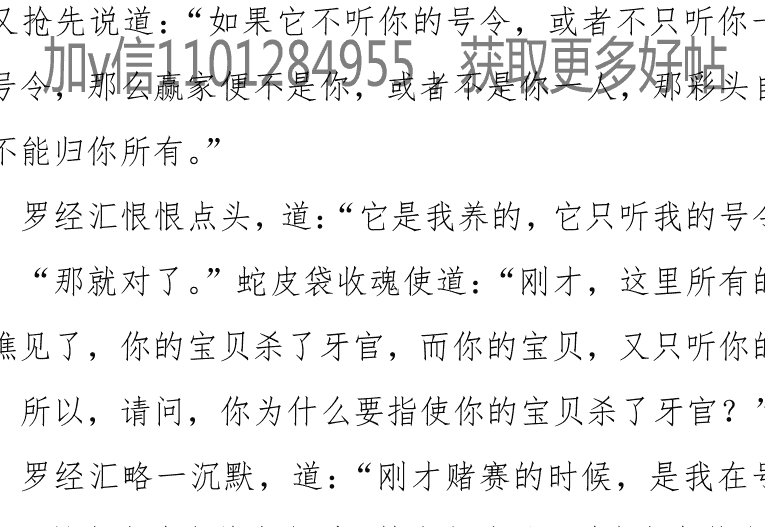 又抢先说道：“如果它不听你的号令，或者不只听你一
加v信1101284955 获取更多好帖
号令，那么赢家便不是你，或者不是你一人，那彩头自
不能归你所有。”
罗经汇恨恨点头，道：“它是我养的，它只听我的号令
“那就对了。”蛇皮袋收魂使道：“刚才，这里所有的
瞧见了，你的宝贝杀了牙官，而你的宝贝，又只听你的
所以，请问，你为什么要指使你的宝贝杀了牙官？”
罗经汇略一沉默，道：“刚才赌赛的时候，是我在号